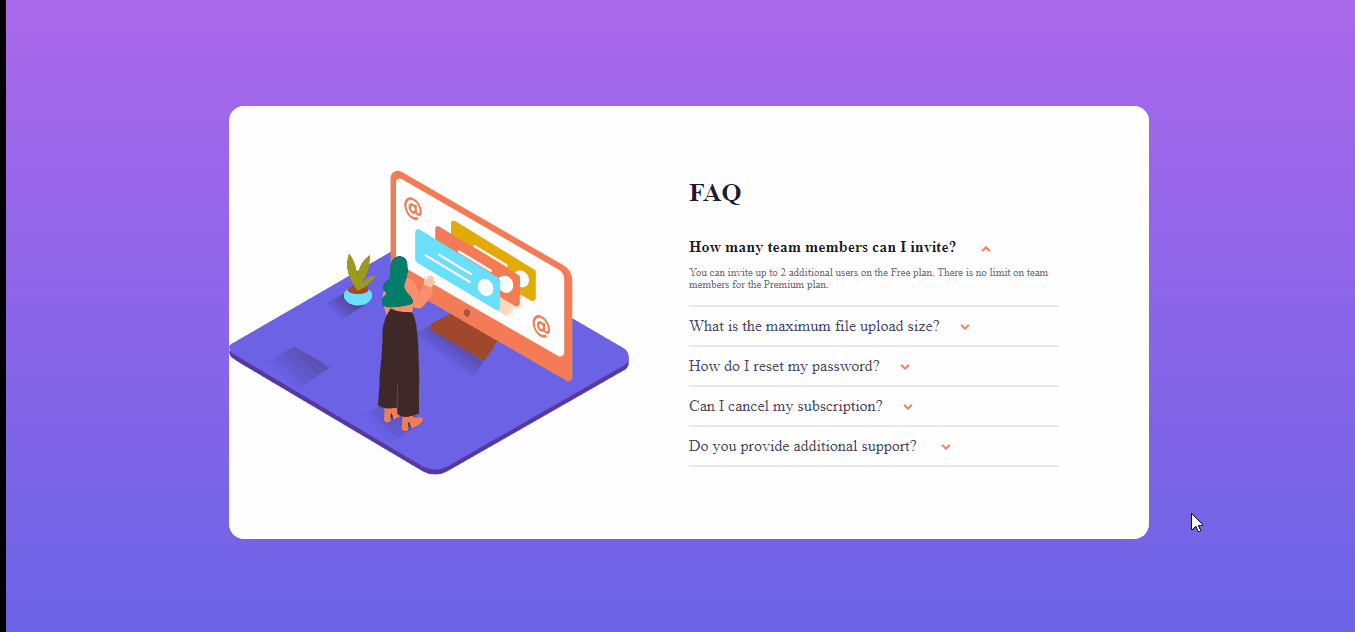 @
@
FAQ
How many team members can I invite?
You can invite up to 2 additional users on the Free plan. There is no limit on team
members for the Premium plan.
What is the maximum file upload size?
How do I reset my password?
Can I cancel my subscription?
Do you provide additional support?